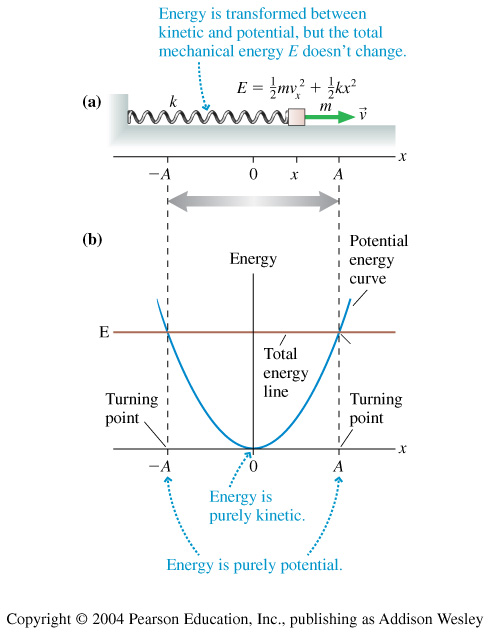 Energy is transformed between
kinetic and potential, but the total
mechanical energy E doesn't change.
E = ½mvₓ² + ½kx²
(a)
k
m
v⃗
x
−A
0
x
A
(b)
Energy
Potential
energy
curve
E
Total
energy
line
Turning
point
Turning
point
x
−A
0
A
Energy is
purely kinetic.
Energy is purely potential.
Copyright © 2004 Pearson Education, Inc., publishing as Addison Wesley